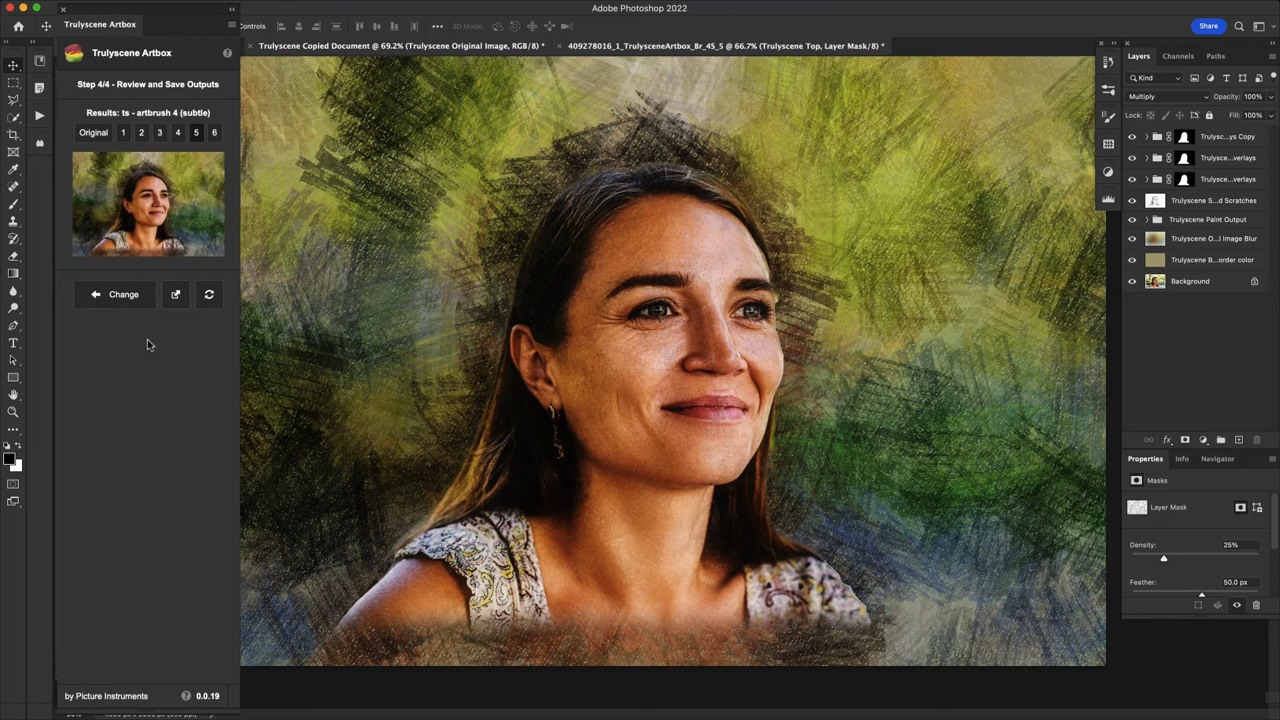 Adobe Photoshop 2022
Trulyscene Artbox
Controls
3D Mode:
Share
Trulyscene Copied Document @ 69.2% (Trulyscene Original Image, RGB/8) *
409278016_1_TrulysceneArtbox_Br_45_5 @ 66.7% (Trulyscene Top, Layer Mask/8) *
Trulyscene Artbox
Step 4/4 - Review and Save Outputs
Results: ts - artbrush 4 (subtle)
Original 1 2 3 4 5 6
Change
by Picture Instruments 0.0.19
Layers Channels Paths
Kind
Multiply Opacity: 100%
Lock: Fill: 100%
Trulysc...ys Copy
Trulysce...verlays
Trulysce...verlays
Trulyscene S...d Scratches
Trulyscene Paint Output
Trulyscene O...l Image Blur
Trulyscene B...order color
Background
fx
Properties Info Navigator
Masks
Layer Mask
Density: 25%
Feather: 50.0 px